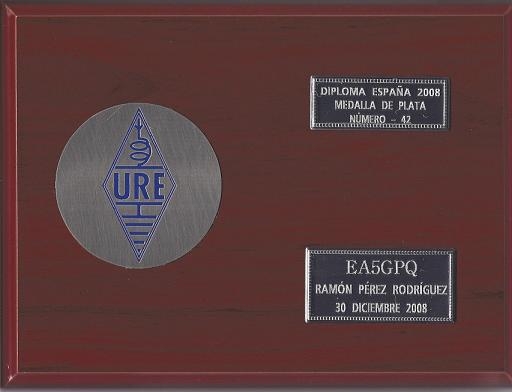 DIPLOMA ESPAÑA 2008
MEDALLA DE PLATA
NÚMERO - 42
URE
EA5GPQ
RAMÓN PÉREZ RODRÍGUEZ
30 DICIEMBRE 2008